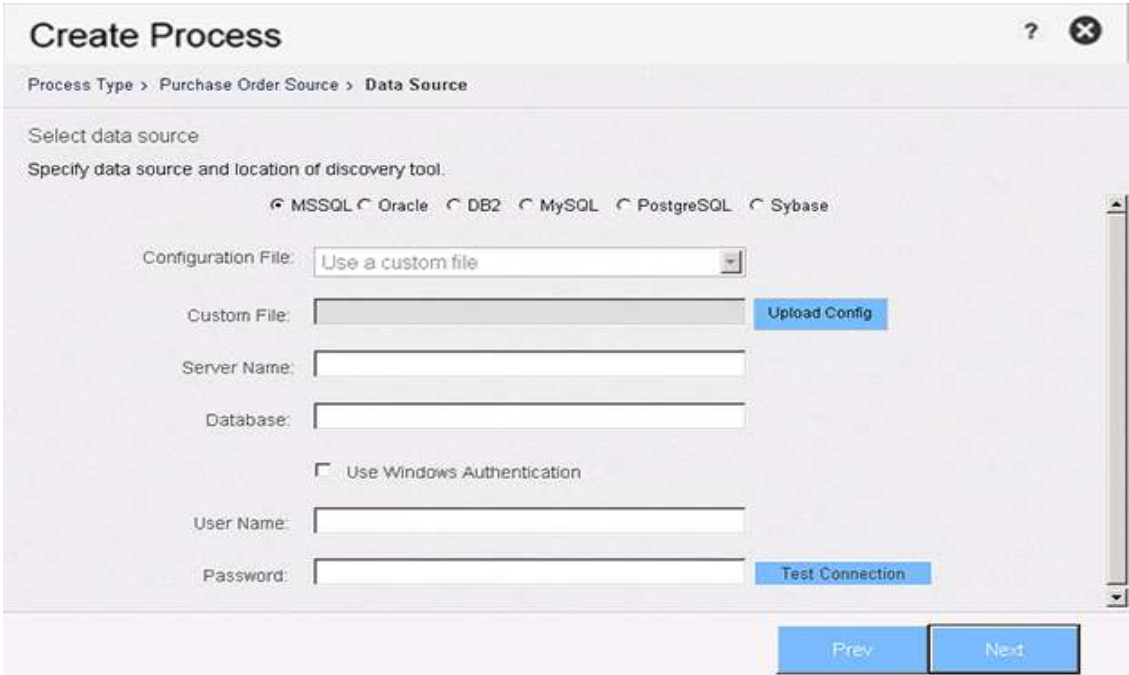 Create Process
?
Process Type > Purchase Order Source > Data Source
Select data source
Specify data source and location of discovery tool.
MSSQL Oracle DB2 MySQL PostgreSQL Sybase
Configuration File: Use a custom file
Custom File: Upload Config
Server Name:
Database:
Use Windows Authentication
User Name:
Password: Test Connection
Prev Next